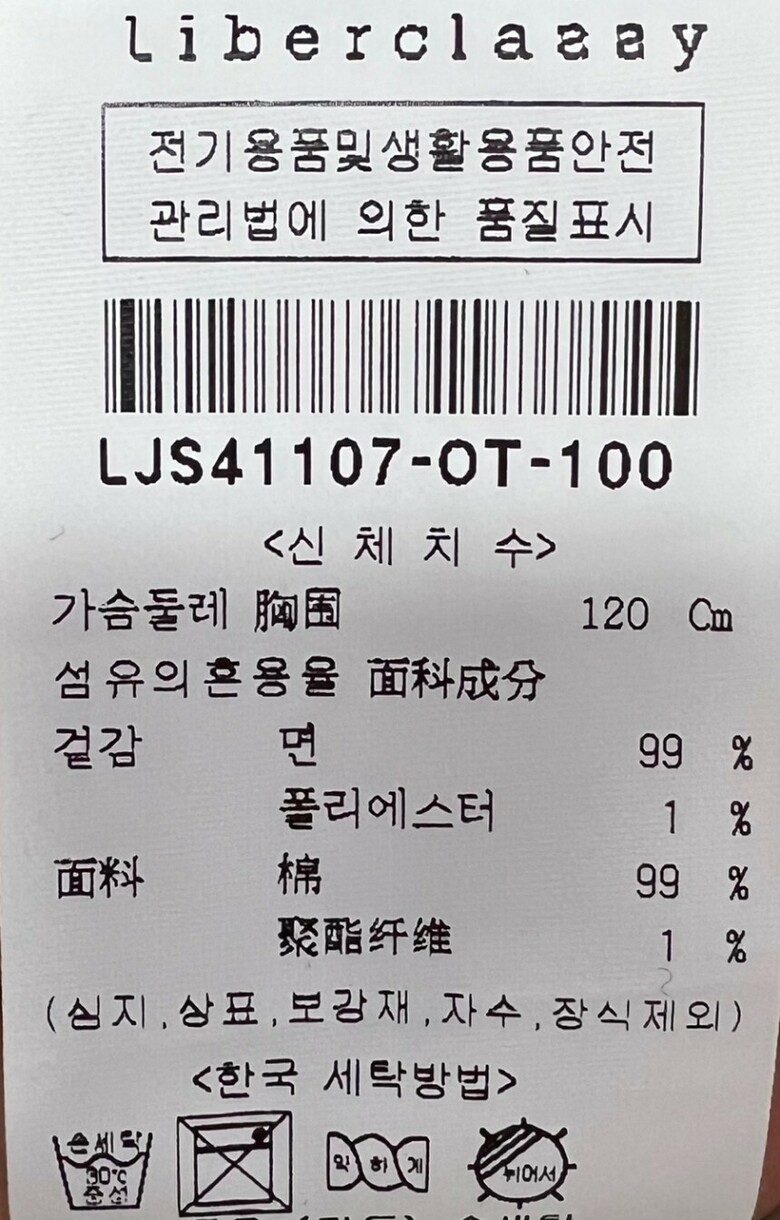 liberclassy
전기용품및생활용품안전
관리법에 의한 품질표시
LJS41107-OT-100
<신 체 치 수>
가슴둘레 胸围 120 Cm
섬유의혼용율 面料成分
겉감 면 99 %
폴리에스터 1 %
面料 棉 99 %
聚酯纤维 1 %
(심지,상표,보강재,자수,장식제외)
<한국 세탁방법>
손세탁 30℃ 중성
약하게
뉘어서